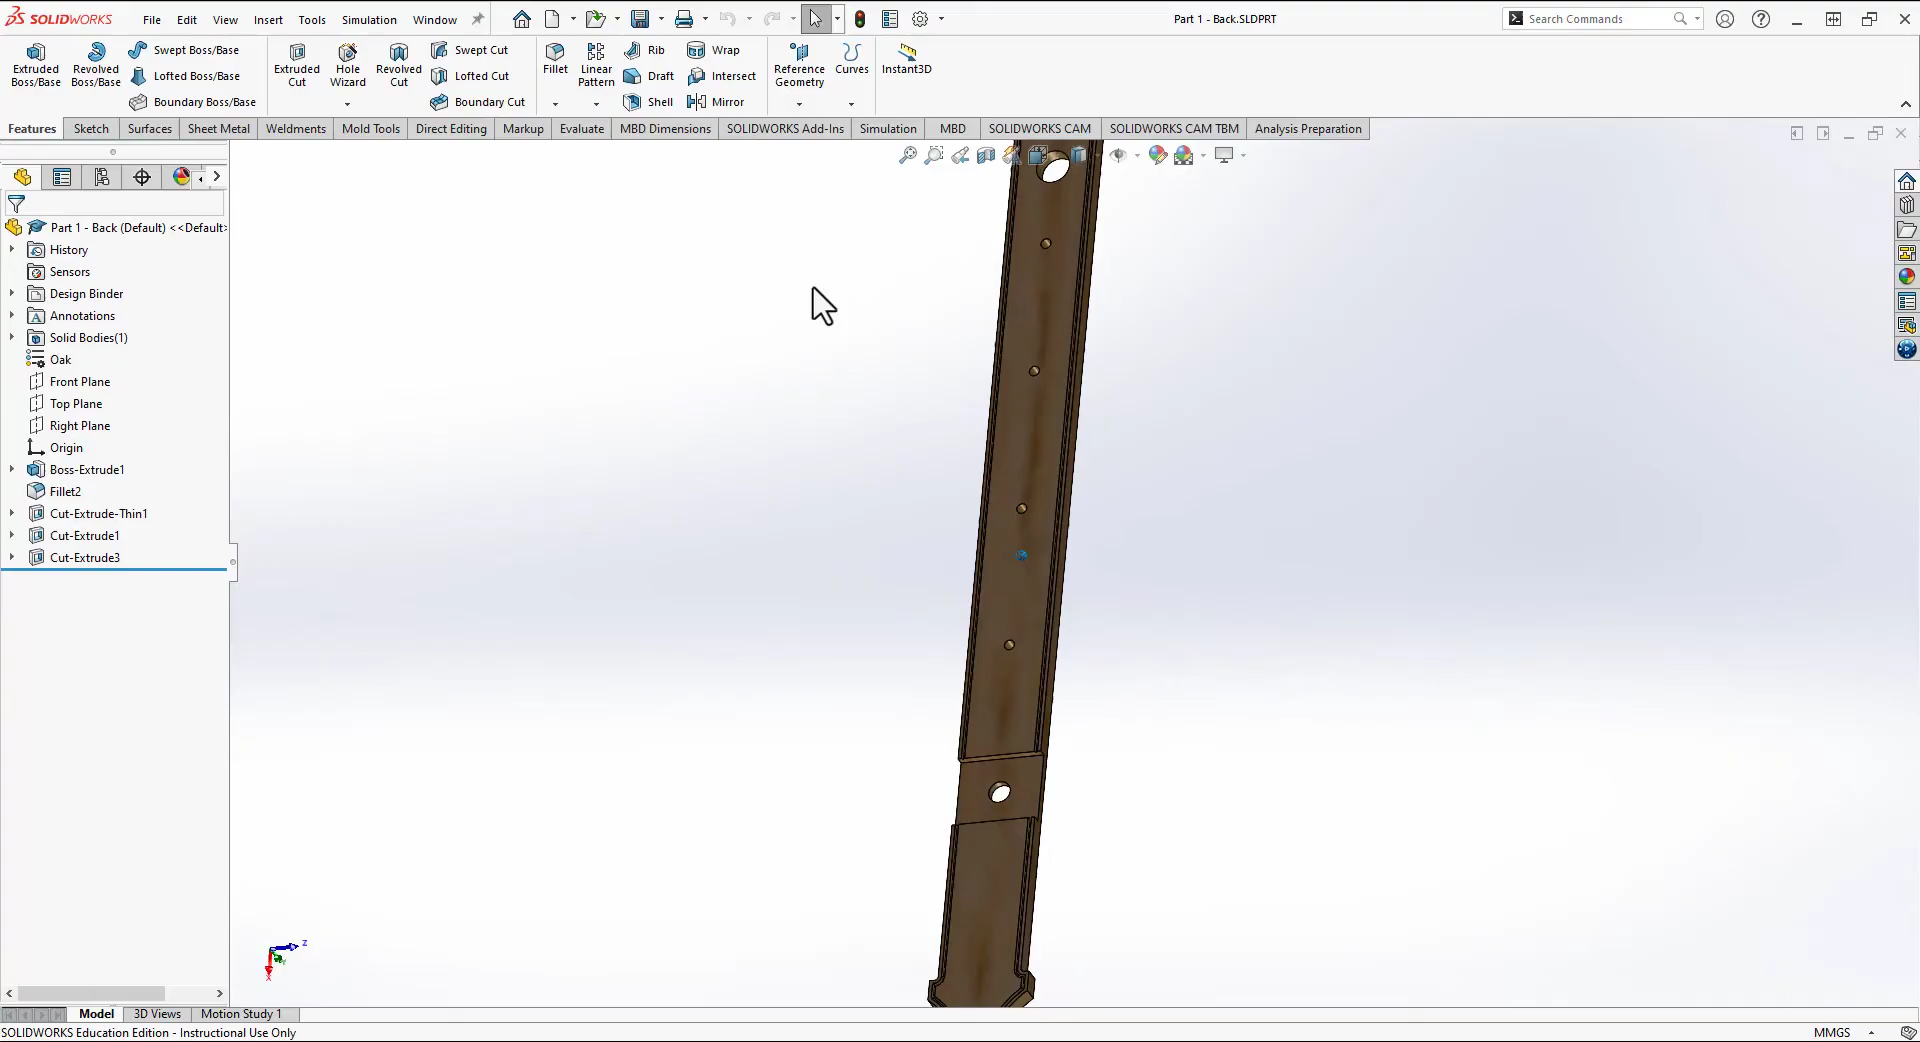 SOLIDWORKS
File Edit View Insert Tools Simulation Window
Part 1 - Back.SLDPRT
Search Commands
Extruded Boss/Base
Revolved Boss/Base
Swept Boss/Base
Lofted Boss/Base
Boundary Boss/Base
Extruded Cut
Hole Wizard
Revolved Cut
Swept Cut
Lofted Cut
Boundary Cut
Fillet
Linear Pattern
Rib
Draft
Shell
Wrap
Intersect
Mirror
Reference Geometry
Curves
Instant3D
Features Sketch Surfaces Sheet Metal Weldments Mold Tools Direct Editing Markup Evaluate MBD Dimensions SOLIDWORKS Add-Ins Simulation MBD SOLIDWORKS CAM SOLIDWORKS CAM TBM Analysis Preparation
Part 1 - Back (Default) <<Default>
History
Sensors
Design Binder
Annotations
Solid Bodies(1)
Oak
Front Plane
Top Plane
Right Plane
Origin
Boss-Extrude1
Fillet2
Cut-Extrude-Thin1
Cut-Extrude1
Cut-Extrude3
Z
X
Model 3D Views Motion Study 1
SOLIDWORKS Education Edition - Instructional Use Only
MMGS